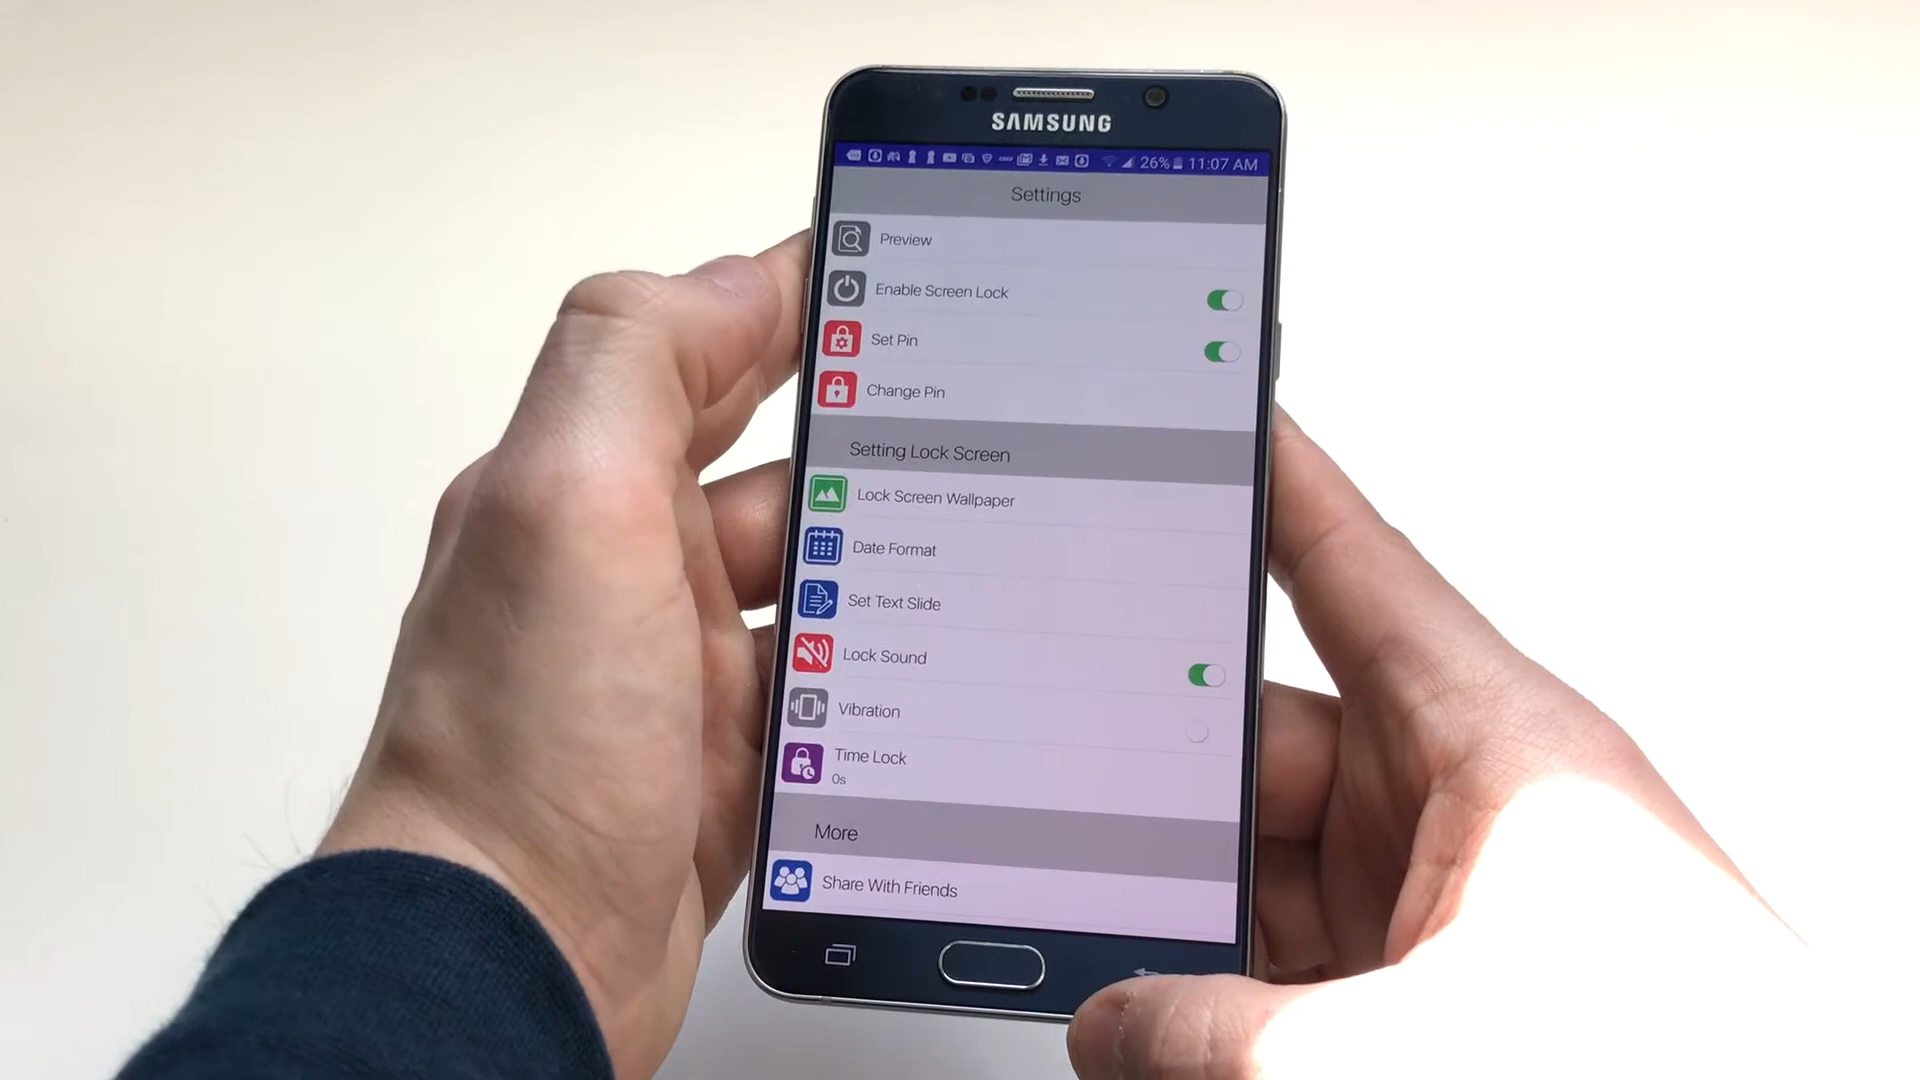 SAMSUNG
26% 11:07 AM
Settings
Preview
Enable Screen Lock
Set Pin
Change Pin
Setting Lock Screen
Lock Screen Wallpaper
Date Format
Set Text Slide
Lock Sound
Vibration
Time Lock
0s
More
Share With Friends